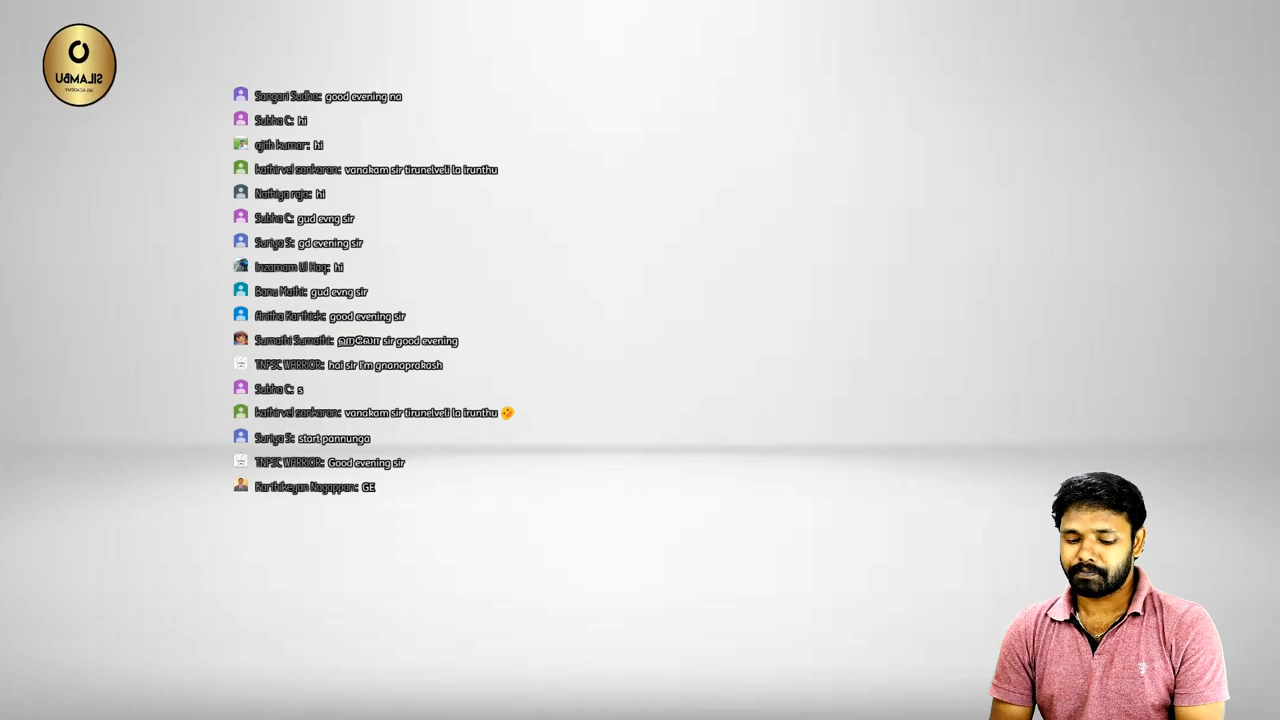 SILAMBU
IAS ACADEMY
Sangari Sudha: good evening na
Subha C: hi
ajith kumar: hi
kathirvel sankaran: vanakam sir tirunelveli la irunthu
Nathiya raja: hi
Subha C: gud evng sir
Suriya S: gd evening sir
Inzamam Ul Haq: hi
Banu Mathi: gud evng sir
Anitha Karthick: good evening sir
Sumathi Sumathi: ஹலோ sir good evening
TNPSC WARRIOR: hai sir I'm gnanaprakash
Subha C: s
kathirvel sankaran: vanakam sir tirunelveli la irunthu
Suriya S: start pannunga
TNPSC WARRIOR: Good evening sir
Karthikeyan Nagappan: GE